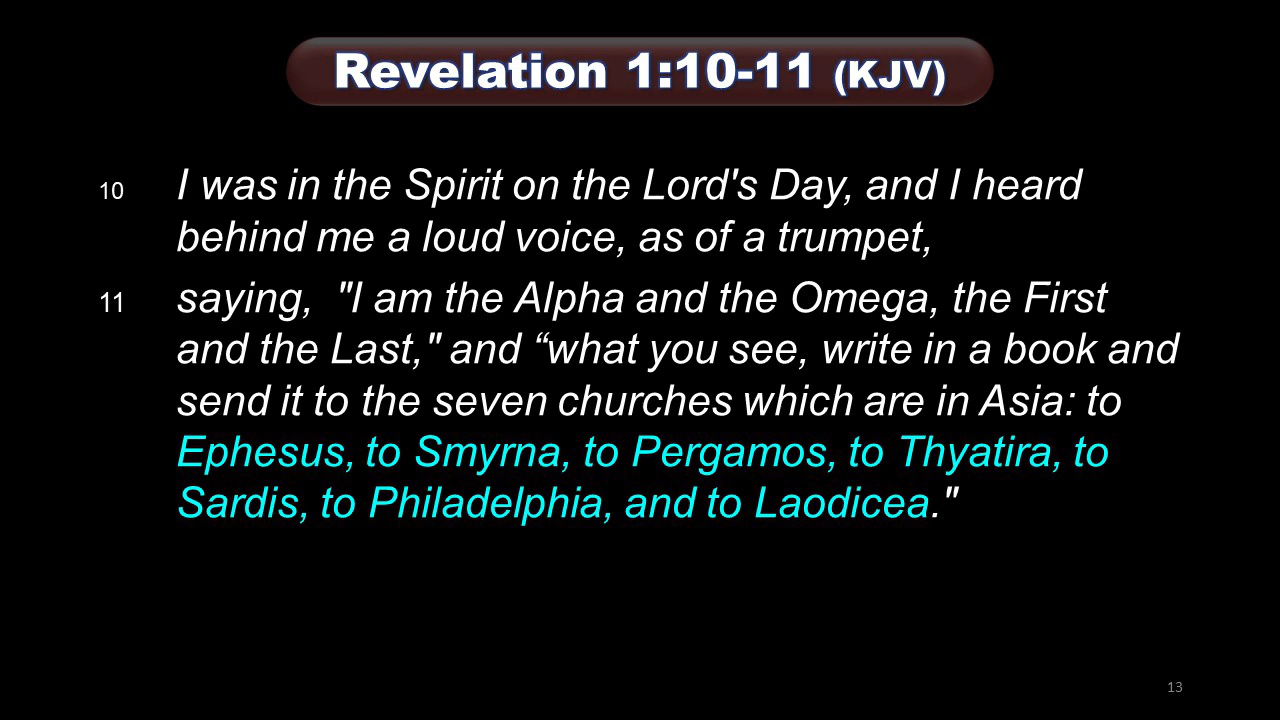 Revelation 1:10-11 (KJV)
10 I was in the Spirit on the Lord's Day, and I heard
behind me a loud voice, as of a trumpet,
11 saying,  "I am the Alpha and the Omega, the First
and the Last," and “what you see, write in a book and
send it to the seven churches which are in Asia: to
Ephesus, to Smyrna, to Pergamos, to Thyatira, to
Sardis, to Philadelphia, and to Laodicea."
13